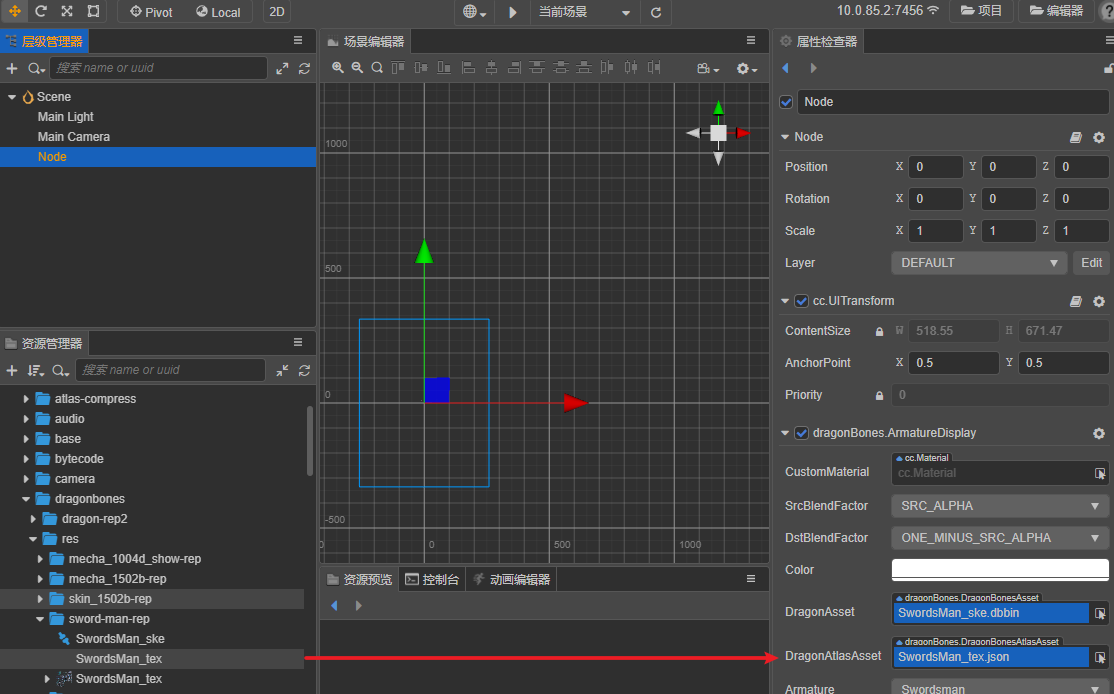 Pivot
Local
2D
当前场景
10.0.85.2:7456
项目
编辑器
?
层级管理器
搜索 name or uuid
Scene
Main Light
Main Camera
Node
资源管理器
搜索 name or uuid
atlas-compress
audio
base
bytecode
camera
dragonbones
dragon-rep2
res
mecha_1004d_show-rep
mecha_1502b-rep
skin_1502b-rep
sword-man-rep
SwordsMan_ske
SwordsMan_tex
SwordsMan_tex
场景编辑器
1000
500
0
-500
0
0
500
1000
资源预览
控制台
动画编辑器
属性检查器
Node
Node
Position X 0 Y 0 Z 0
Rotation X 0 Y 0 Z 0
Scale X 1 Y 1 Z 1
Layer DEFAULT Edit
cc.UITransform
ContentSize W 518.55 H 671.47
AnchorPoint X 0.5 Y 0.5
Priority 0
dragonBones.ArmatureDisplay
cc.Material
CustomMaterial cc.Material
SrcBlendFactor SRC_ALPHA
DstBlendFactor ONE_MINUS_SRC_ALPHA
Color
dragonBones.DragonBonesAsset
DragonAsset SwordsMan_ske.dbbin
dragonBones.DragonBonesAtlasAsset
DragonAtlasAsset SwordsMan_tex.json
Armature Swordsman